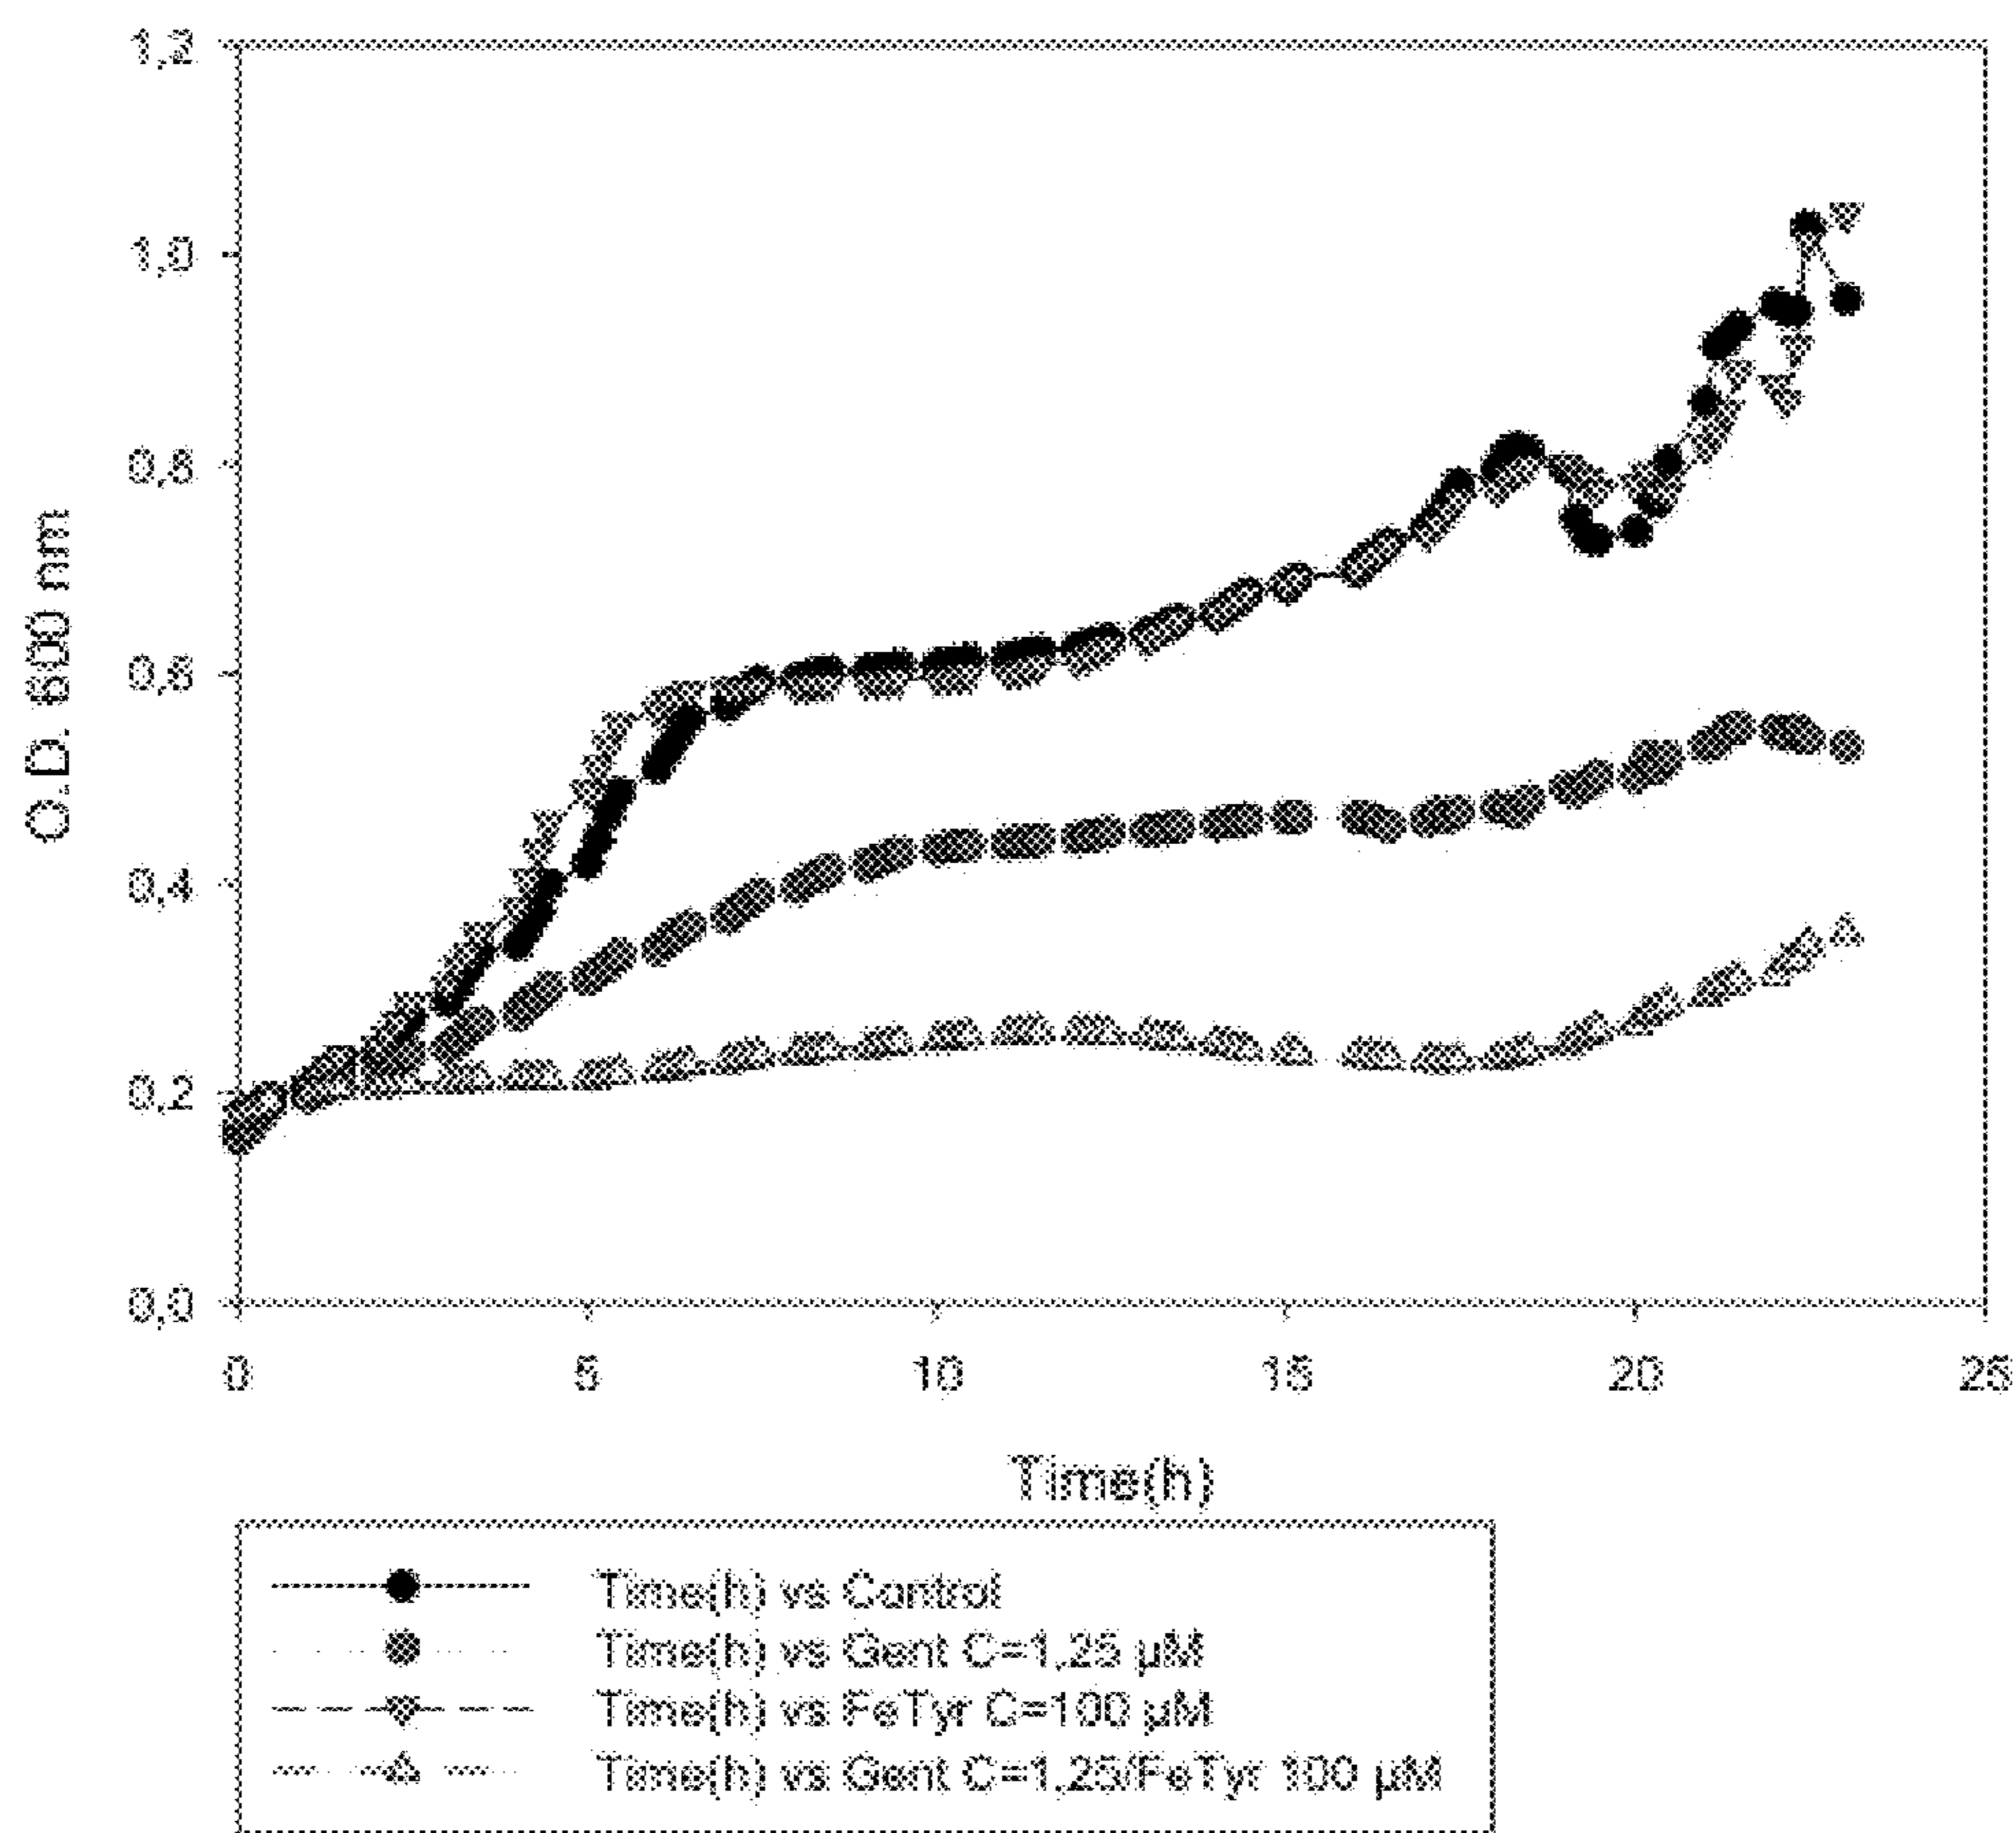 1,2
1,0
0,8
0,6
0,4
0,2
0,0
O.D. 600 nm
0 5 10 15 20 25
Time(h)
Time(h) vs Control
Time(h) vs Gent C=1,25 µM
Time(h) vs FeTyr C=100 µM
Time(h) vs Gent C=1,25/FeTyr 100 µM